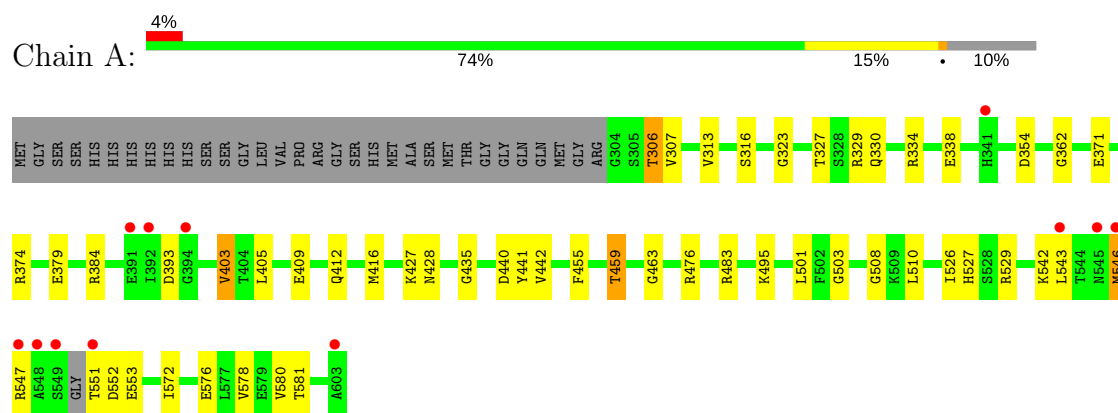 4%
Chain A:
74% 15% • 10%
MET GLY SER SER HIS HIS HIS HIS HIS HIS SER SER GLY LEU VAL PRO ARG GLY SER HIS MET ALA SER MET THR GLY GLY GLN GLN MET GLY ARG G304 S305 T306 V307 V313 S316 G323 T327 S328 R329 Q330 R334 E338 H341 D354 G362 E371
R374 E379 R384 E391 I392 D393 G394 V403 T404 L405 E409 Q412 M416 K427 N428 G435 D440 Y441 V442 F455 T459 G463 R476 R483 K495 L501 F502 G503 G508 K509 L510 I526 H527 S528 R529 K542 L543 T544 N545 M546
R547 A548 S549 GLY T551 D552 E553 I572 E576 L577 V578 E579 V580 T581 A603